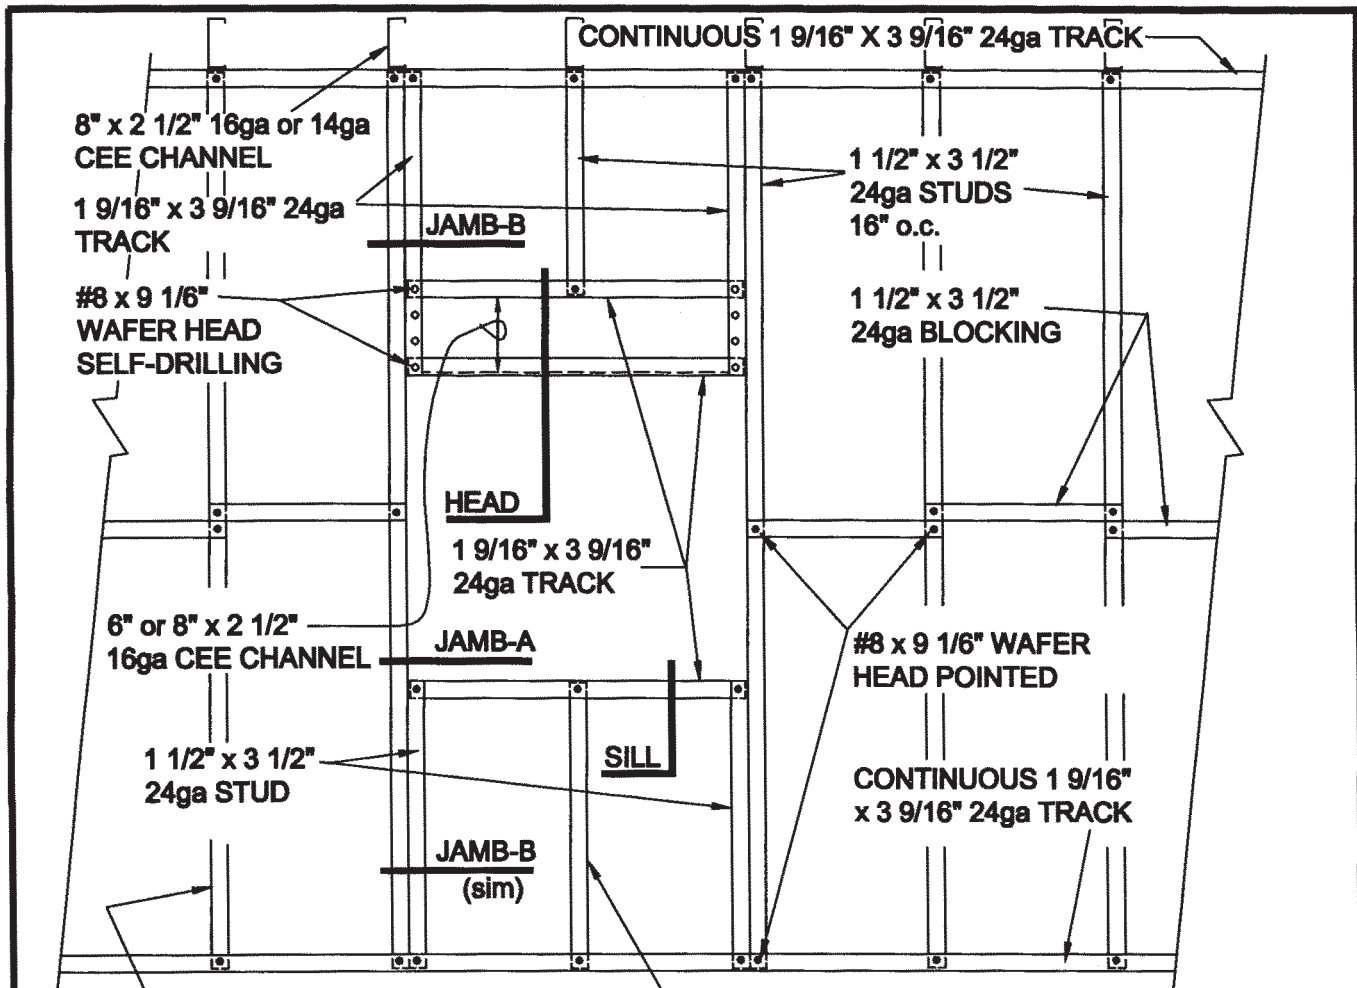 CONTINUOUS 1 9/16" X 3 9/16" 24ga TRACK
8" x 2 1/2" 16ga or 14ga
CEE CHANNEL
1 9/16" x 3 9/16" 24ga
TRACK
JAMB-B
1 1/2" x 3 1/2"
24ga STUDS
16" o.c.
#8 x 9 1/6"
WAFER HEAD
SELF-DRILLING
1 1/2" x 3 1/2"
24ga BLOCKING
HEAD
1 9/16" x 3 9/16"
24ga TRACK
6" or 8" x 2 1/2"
16ga CEE CHANNEL
JAMB-A
#8 x 9 1/6" WAFER
HEAD POINTED
1 1/2" x 3 1/2"
24ga STUD
SILL
CONTINUOUS 1 9/16"
x 3 9/16" 24ga TRACK
JAMB-B
(sim)